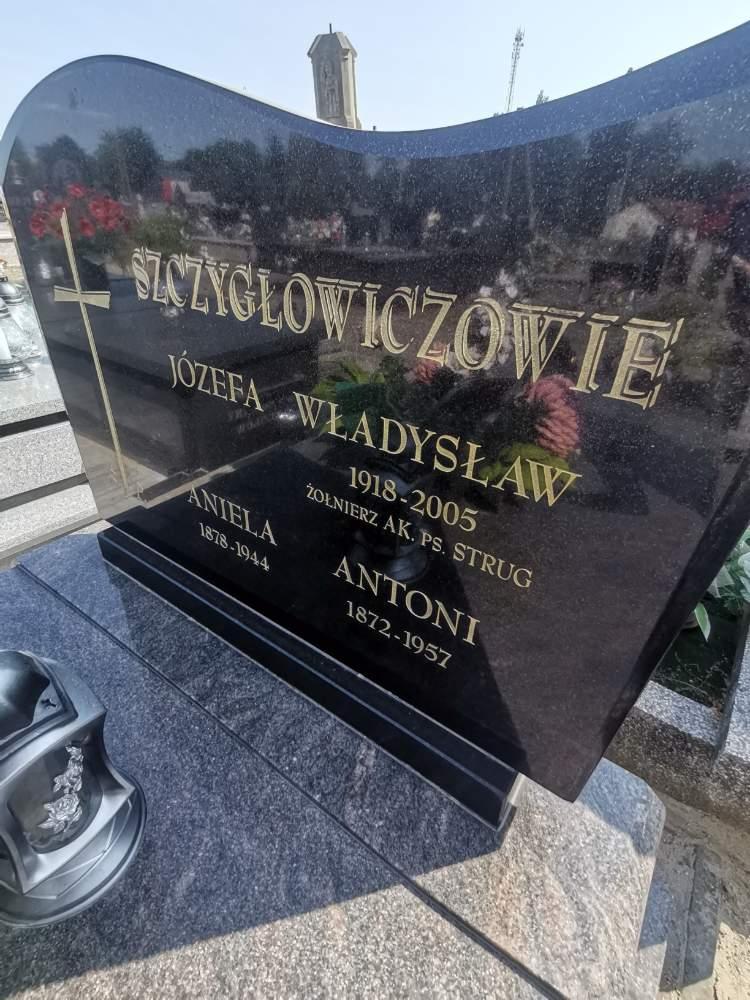 SZCZYGŁOWICZOWIE
JÓZEFA WŁADYSŁAW
1918-2005
ŻOŁNIERZ AK. PS. STRUG
ANIELA ANTONI
1878-1944 1872-1957